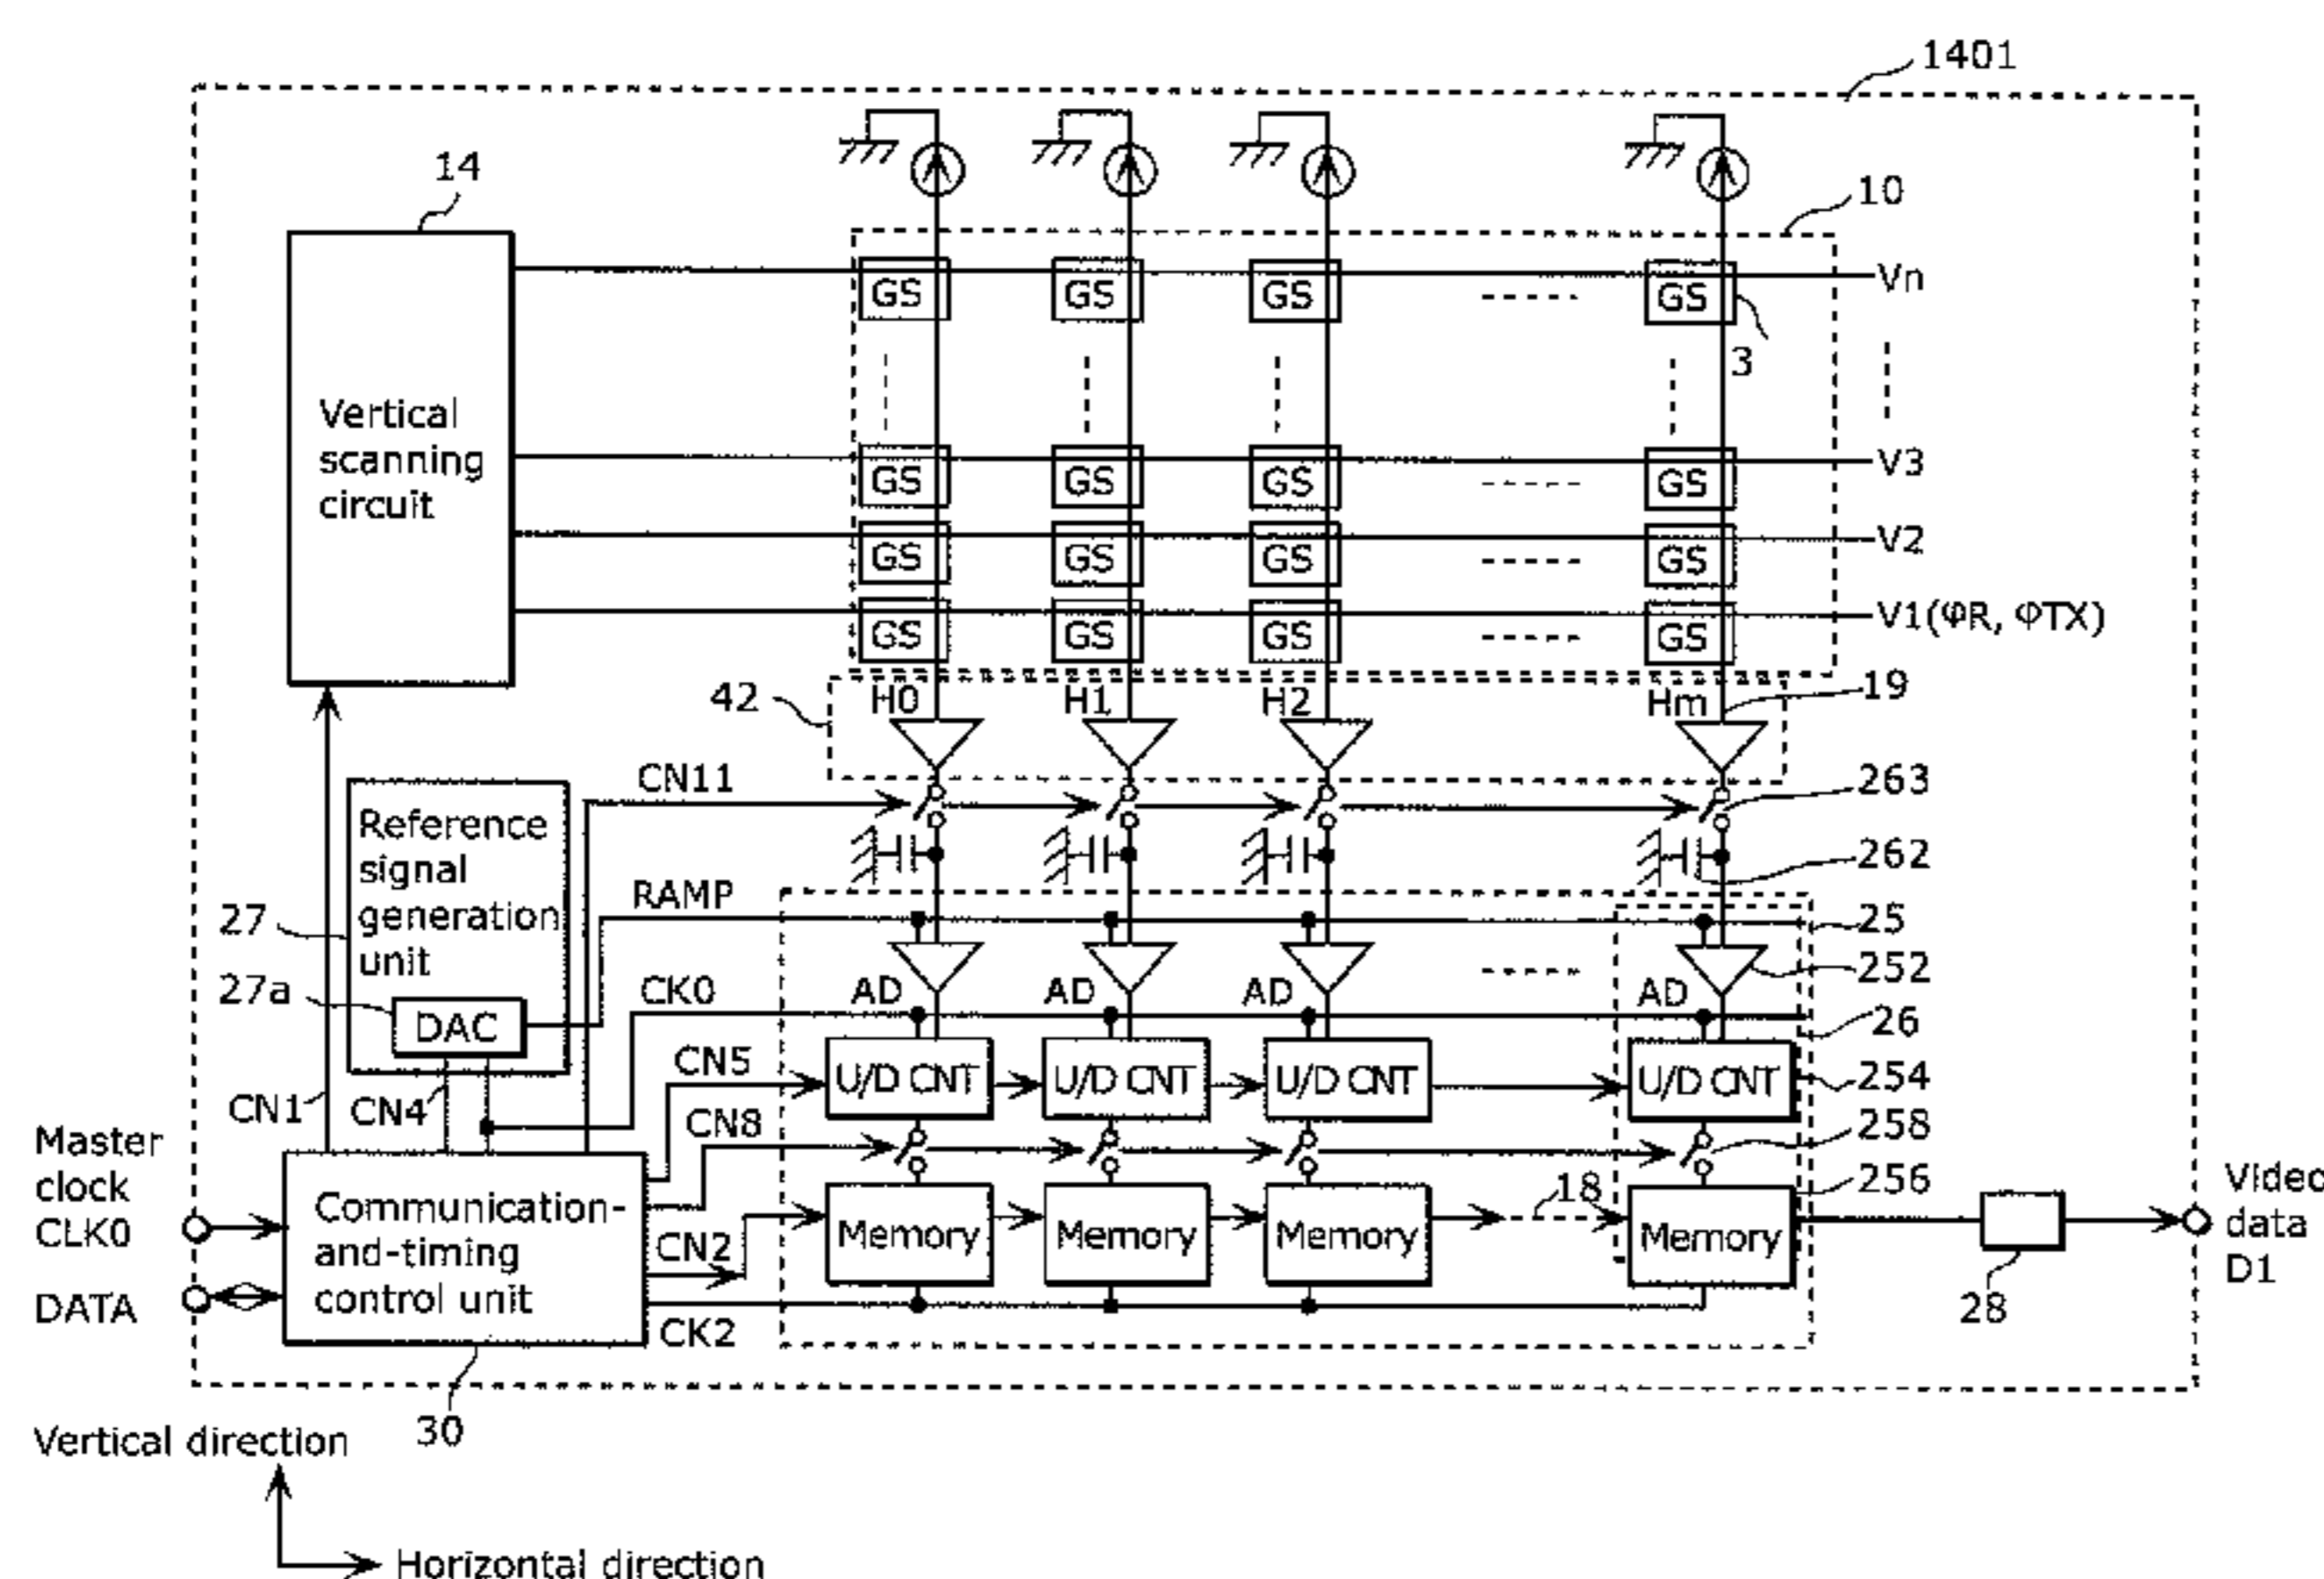 1401
14
10
GS GS GS GS
Vn
3
Vertical
scanning
circuit
GS GS GS GS
V3
GS GS GS GS
V2
GS GS GS GS
V1(φR, ΦTX)
42
H0 H1 H2 Hm
19
CN11
263
Reference
signal
generation
unit
262
RAMP
27
25
252
27a
CK0
AD AD AD AD
26
DAC
CN5
U/D CNT U/D CNT U/D CNT U/D CNT
254
CN1
CN4
CN8
258
Master
clock
CLK0
18
256
Communication-
and-timing
control unit
Memory Memory Memory Memory
CN2
Video
data
D1
DATA
28
CK2
30
Vertical direction
Horizontal direction